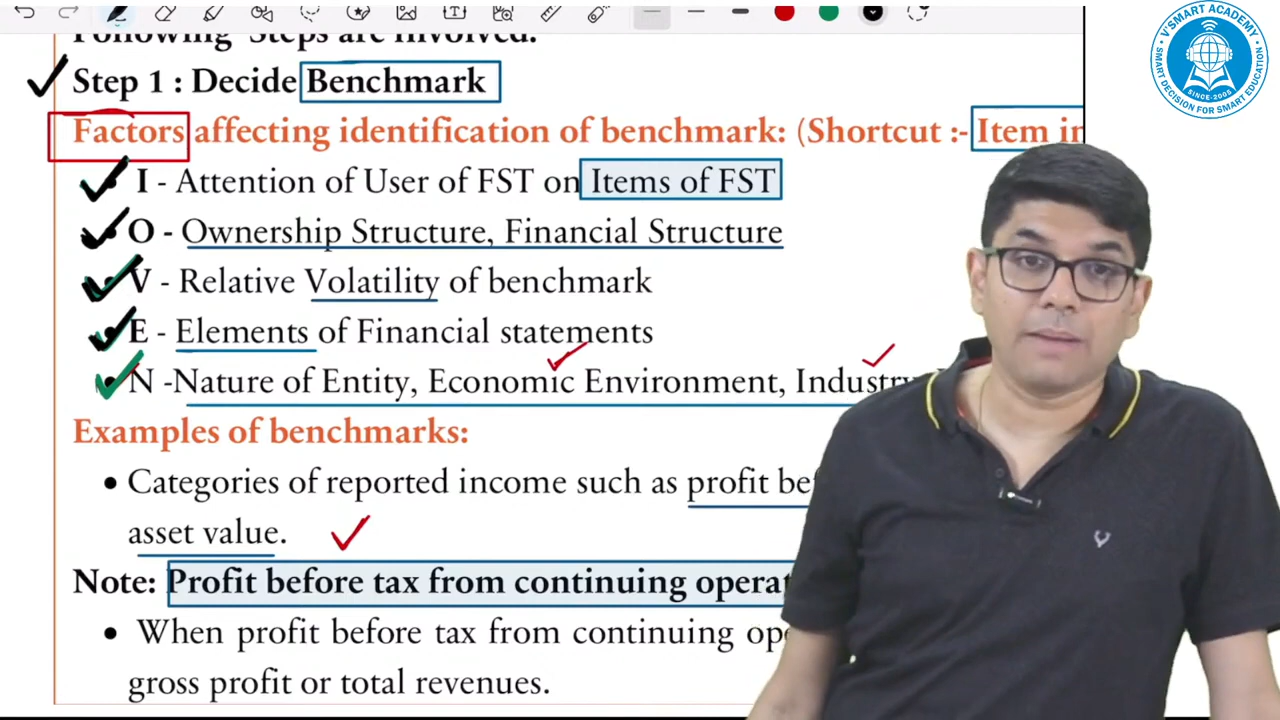 Following Steps are involved.
Step 1 : Decide Benchmark
Factors affecting identification of benchmark: (Shortcut :- Item in
I - Attention of User of FST on Items of FST
O - Ownership Structure, Financial Structure
V - Relative Volatility of benchmark
E - Elements of Financial statements
N -Nature of Entity, Economic Environment, Industry
Examples of benchmarks:
• Categories of reported income such as profit bef
asset value.
Note: Profit before tax from continuing operat
• When profit before tax from continuing ope
gross profit or total revenues.
V'SMART ACADEMY
SMART DECISION FOR SMART EDUCATION
SINCE-2005